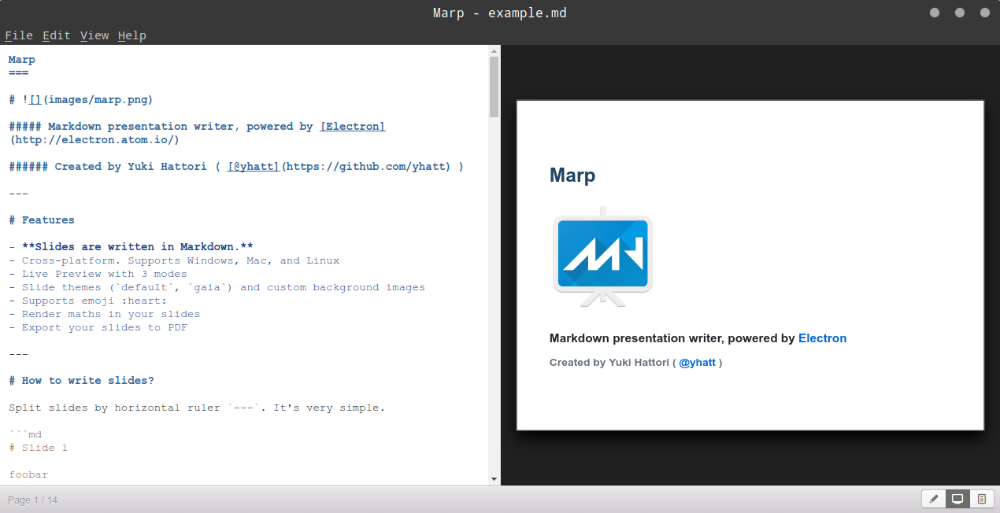 Marp - example.md
File Edit View Help
Marp
===
# ![](images/marp.png)
##### Markdown presentation writer, powered by [Electron]
(http://electron.atom.io/)
###### Created by Yuki Hattori ( [@yhatt](https://github.com/yhatt) )
---
# Features
- **Slides are written in Markdown.**
- Cross-platform. Supports Windows, Mac, and Linux
- Live Preview with 3 modes
- Slide themes (`default`, `gaia`) and custom background images
- Supports emoji :heart:
- Render maths in your slides
- Export your slides to PDF
---
# How to write slides?
Split slides by horizontal ruler `---`. It's very simple.
```md
# Slide 1
foobar
Marp
Markdown presentation writer, powered by Electron
Created by Yuki Hattori ( @yhatt )
Page 1 / 14